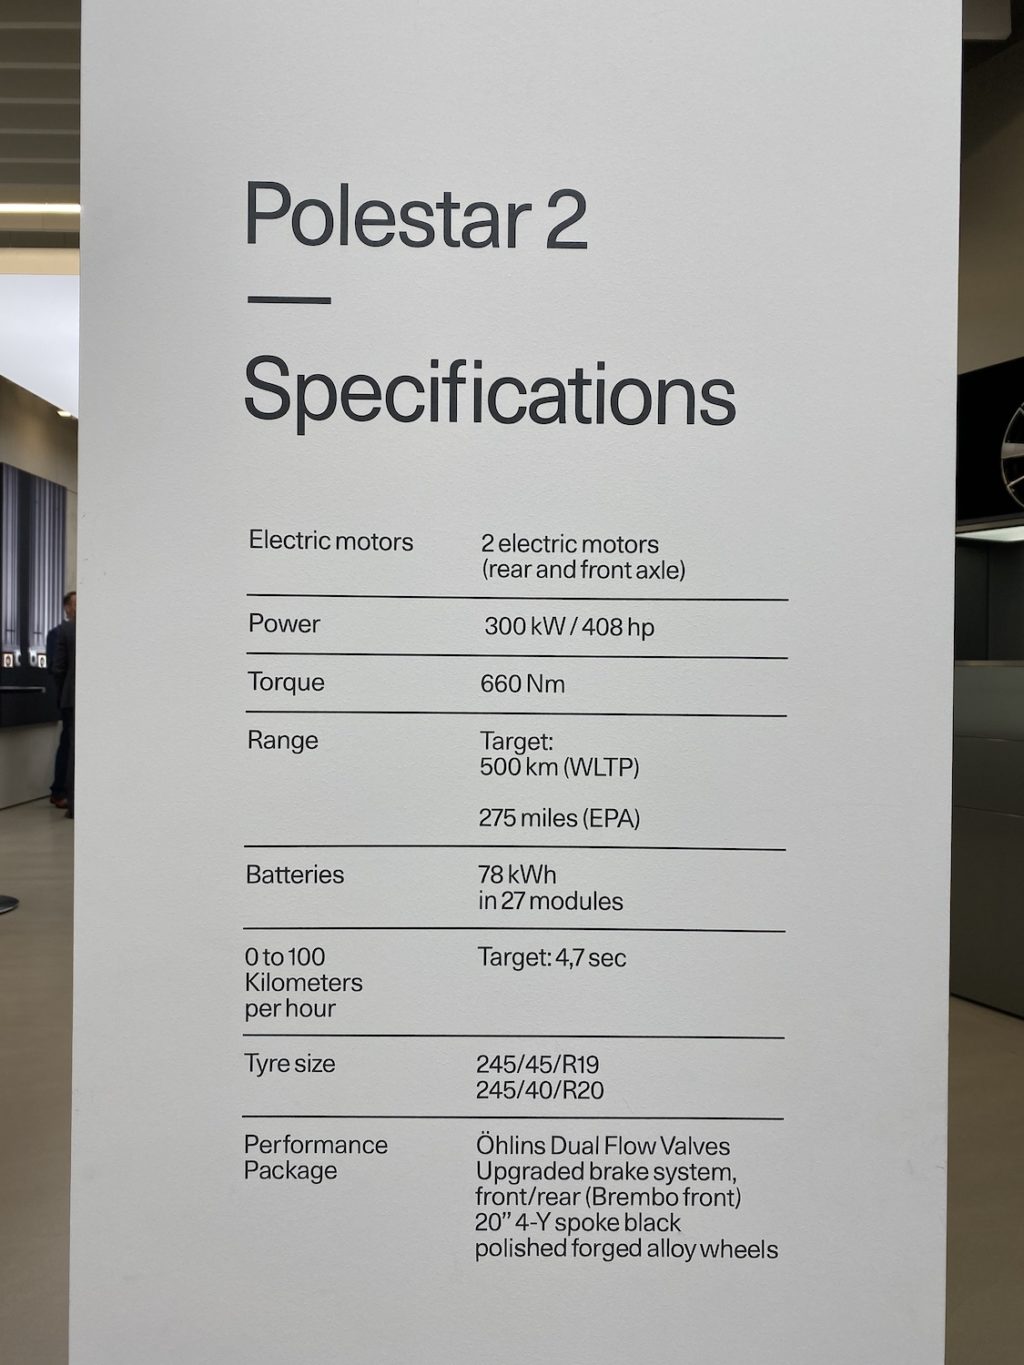 Polestar 2
Specifications
Electric motors
2 electric motors
(rear and front axle)
Power
300 kW / 408 hp
Torque
660 Nm
Range
Target:
500 km (WLTP)
275 miles (EPA)
Batteries
78 kWh
in 27 modules
0 to 100
Kilometers
per hour
Target: 4,7 sec
Tyre size
245/45/R19
245/40/R20
Performance
Package
Öhlins Dual Flow Valves
Upgraded brake system,
front/rear (Brembo front)
20” 4-Y spoke black
polished forged alloy wheels